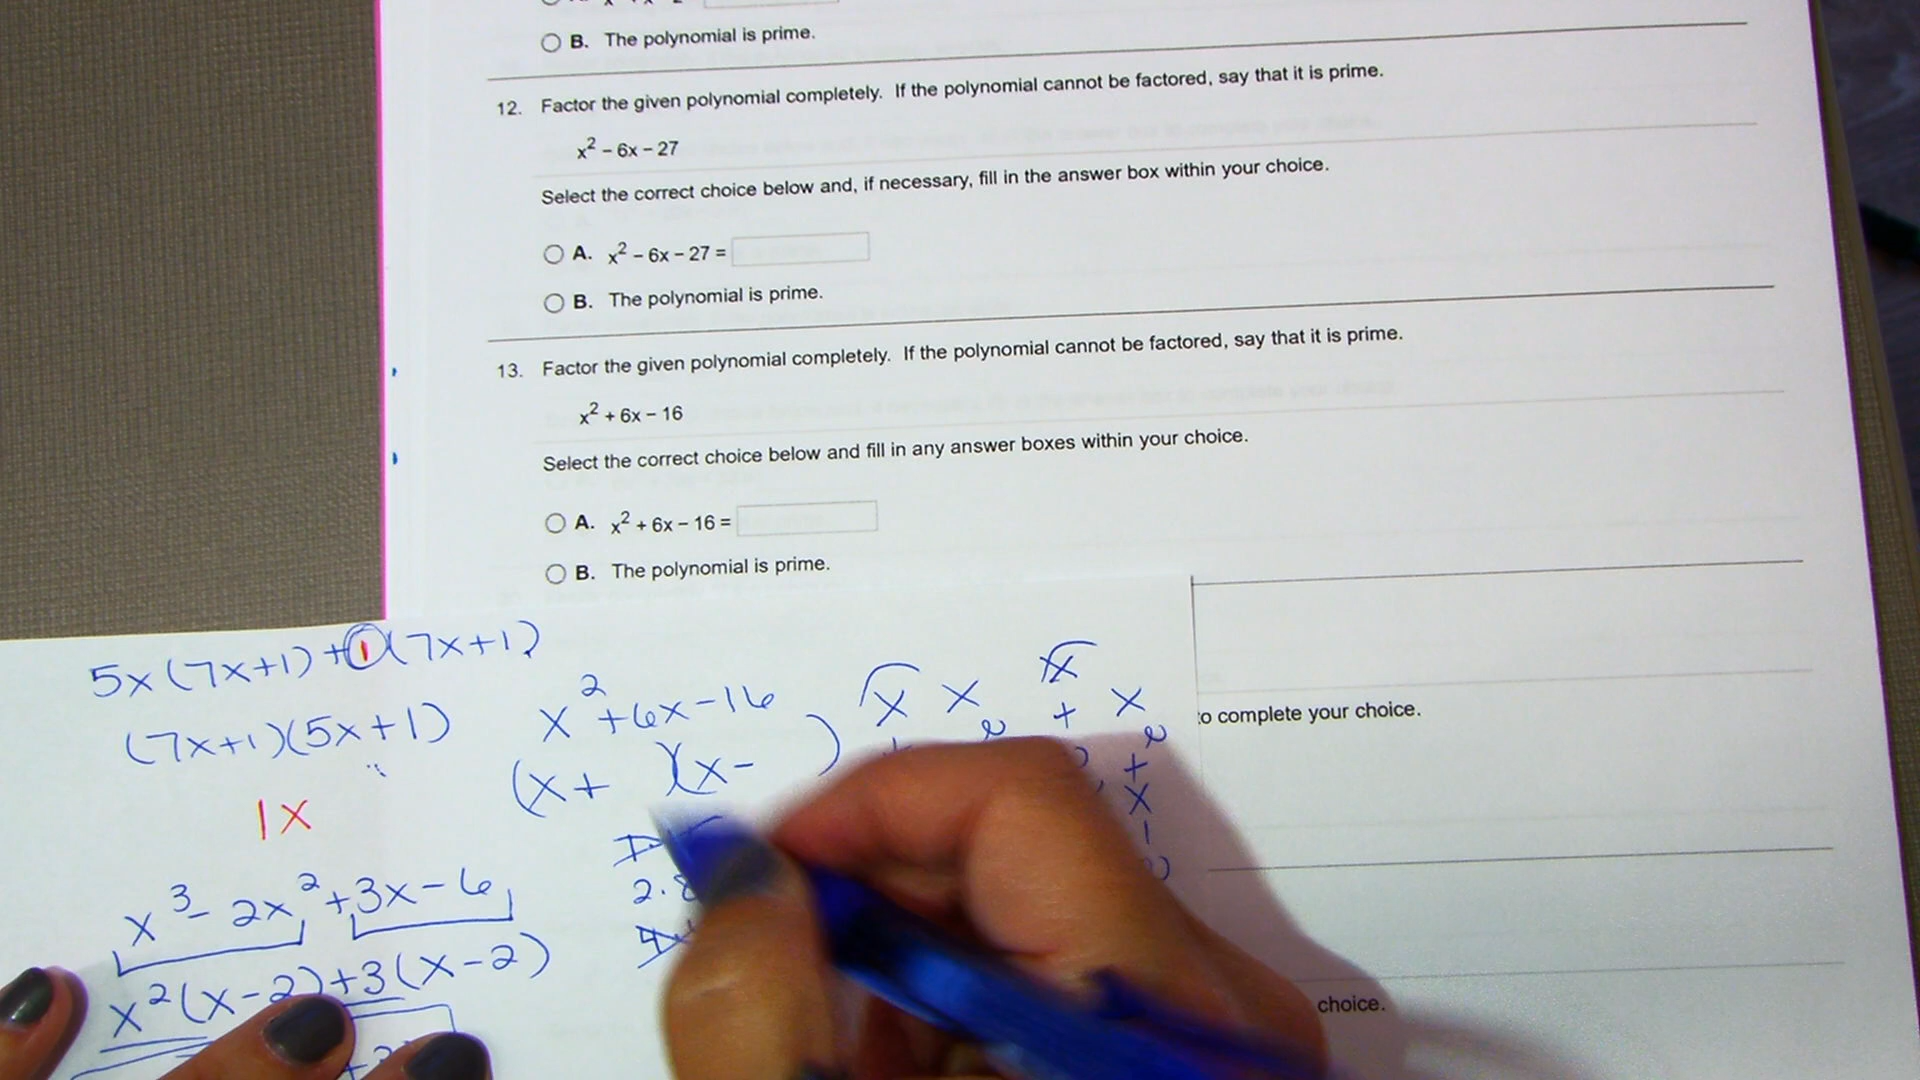 B. The polynomial is prime.
12. Factor the given polynomial completely. If the polynomial cannot be factored, say that it is prime.
x² − 6x − 27
Select the correct choice below and, if necessary, fill in the answer box within your choice.
A. x² − 6x − 27 =
B. The polynomial is prime.
13. Factor the given polynomial completely. If the polynomial cannot be factored, say that it is prime.
x² + 6x − 16
Select the correct choice below and fill in any answer boxes within your choice.
A. x² + 6x − 16 =
B. The polynomial is prime.
to complete your choice.
choice.
5x(7x+1)+1(7x+1)
(7x+1)(5x+1)
1x
x³ − 2x² + 3x − 6
x²(x−2)+3(x−2)
x² + 6x − 16
(x+ )(x− )
2·8